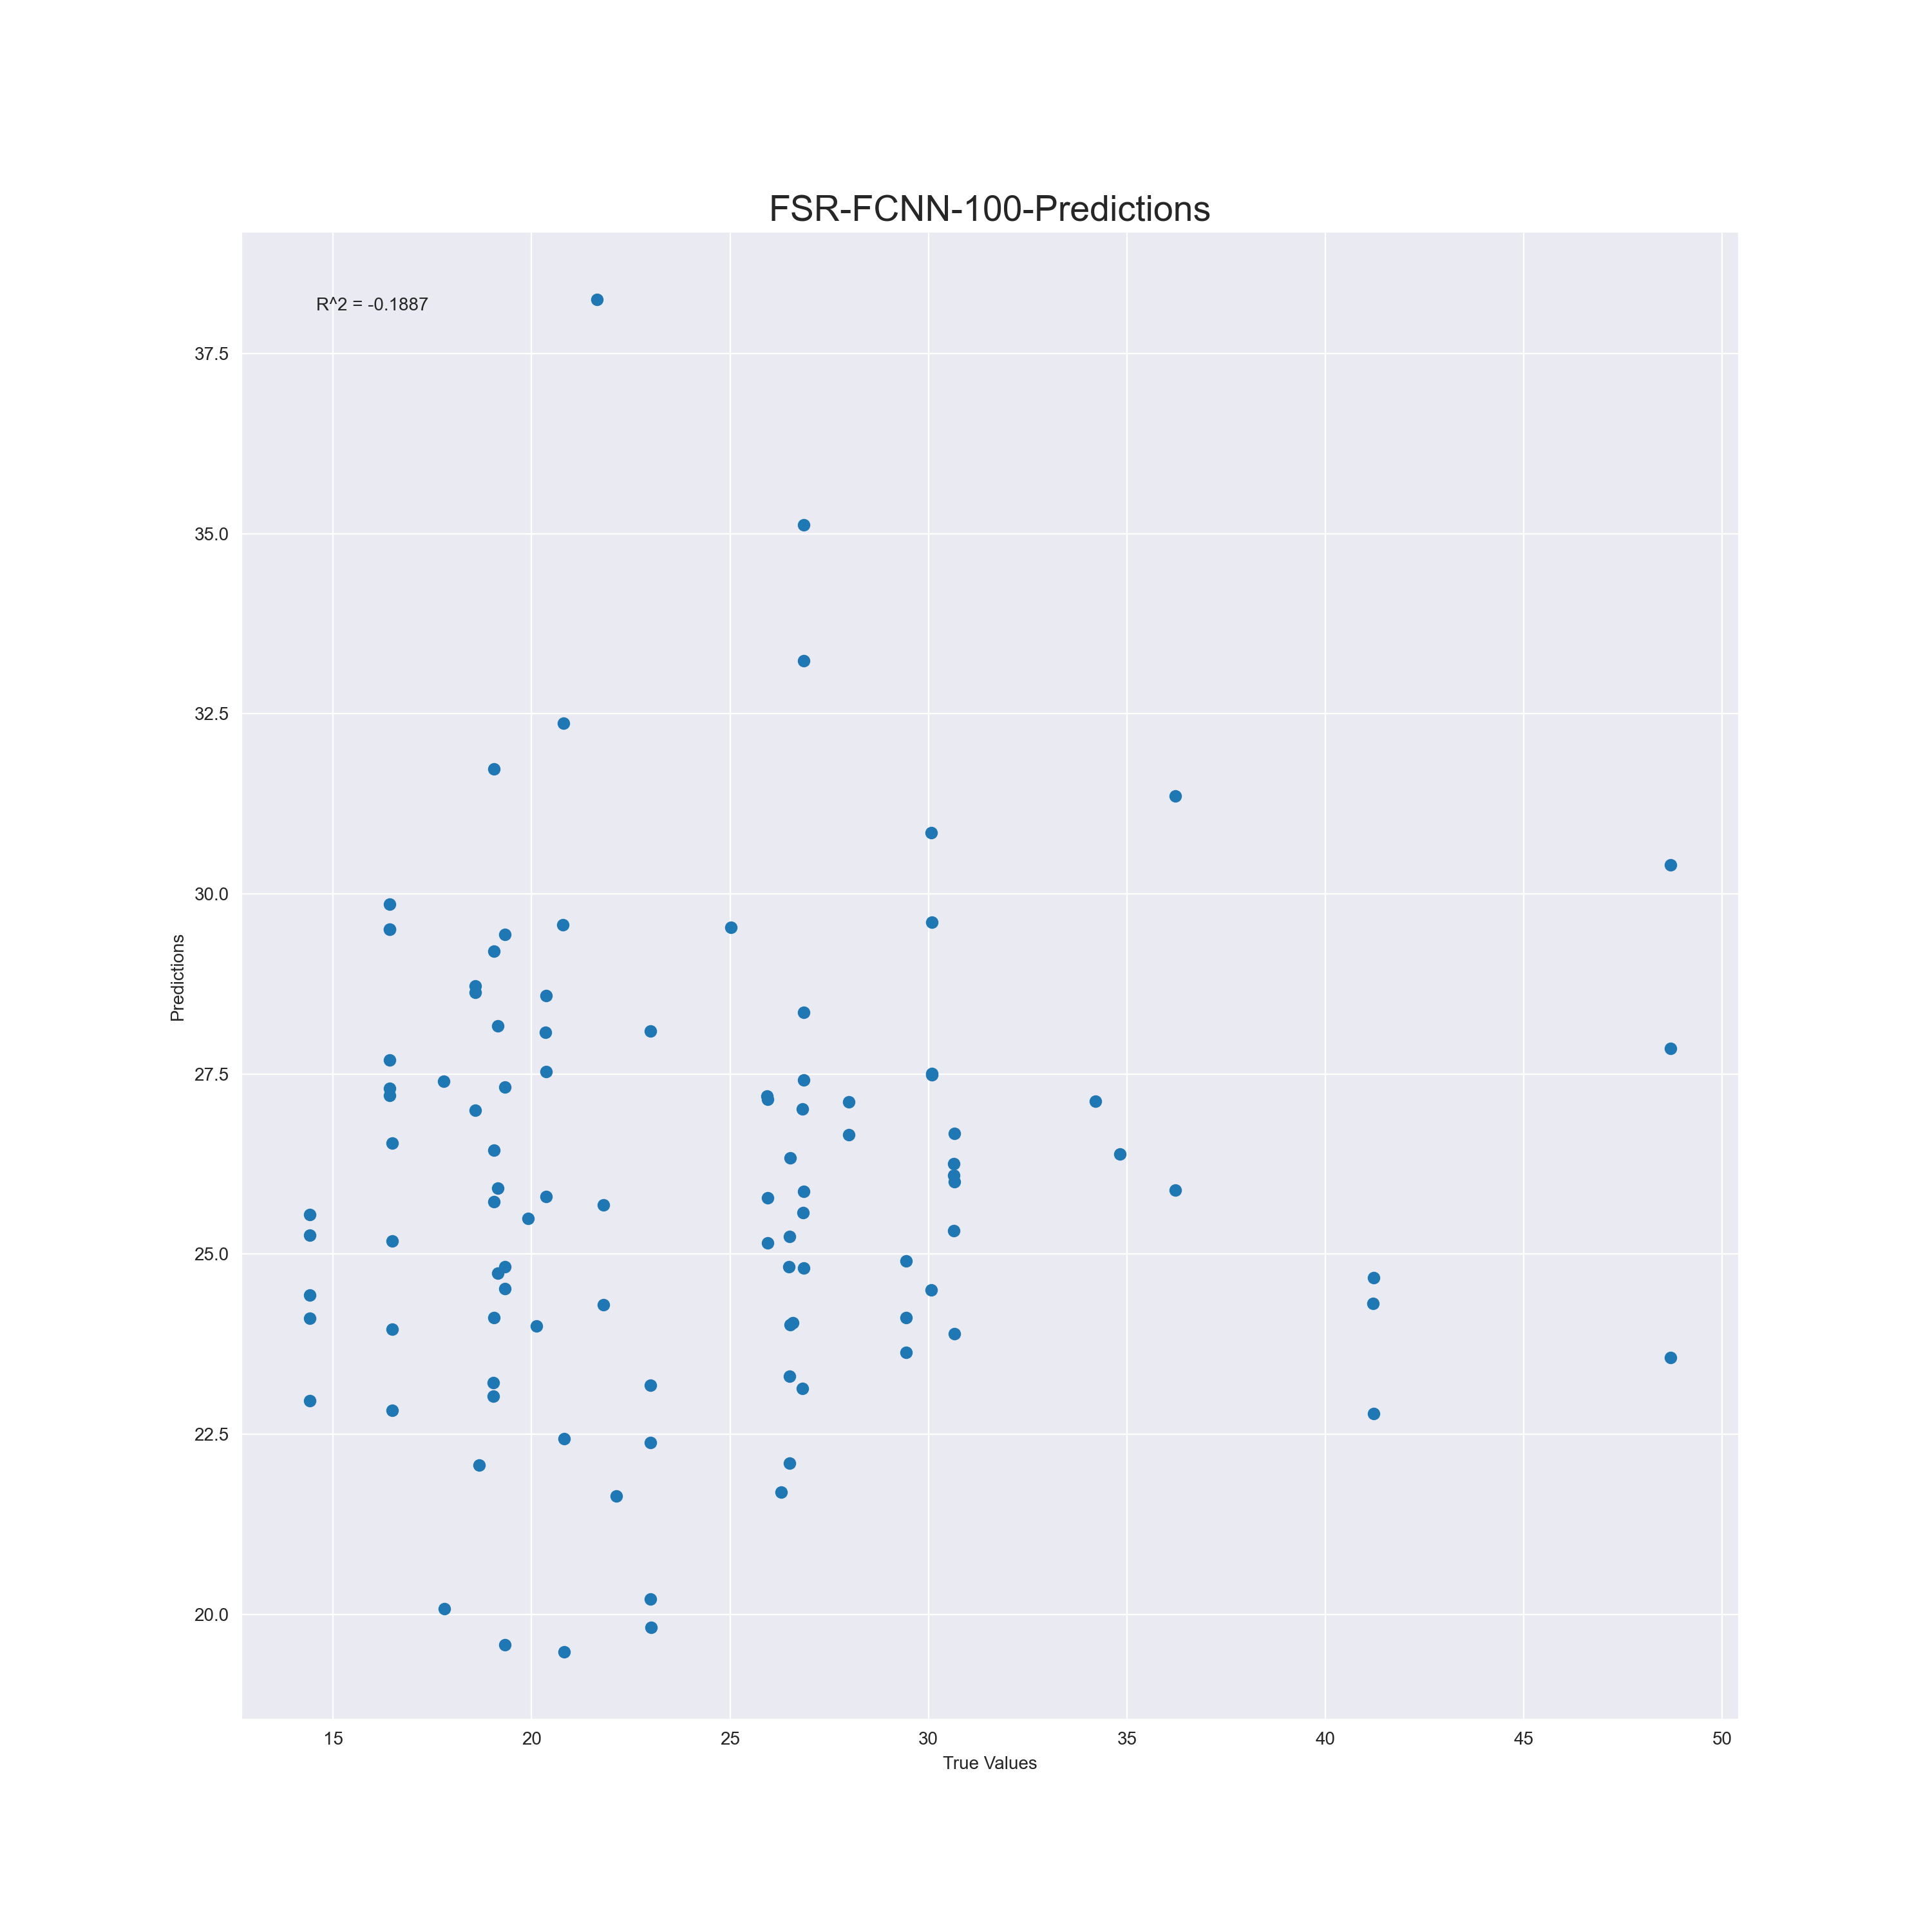 FSR-FCNN-100-Predictions
R^2 = -0.1887
37.5
35.0
32.5
30.0
27.5
25.0
22.5
20.0
Predictions
15 20 25 30 35 40 45 50
True Values